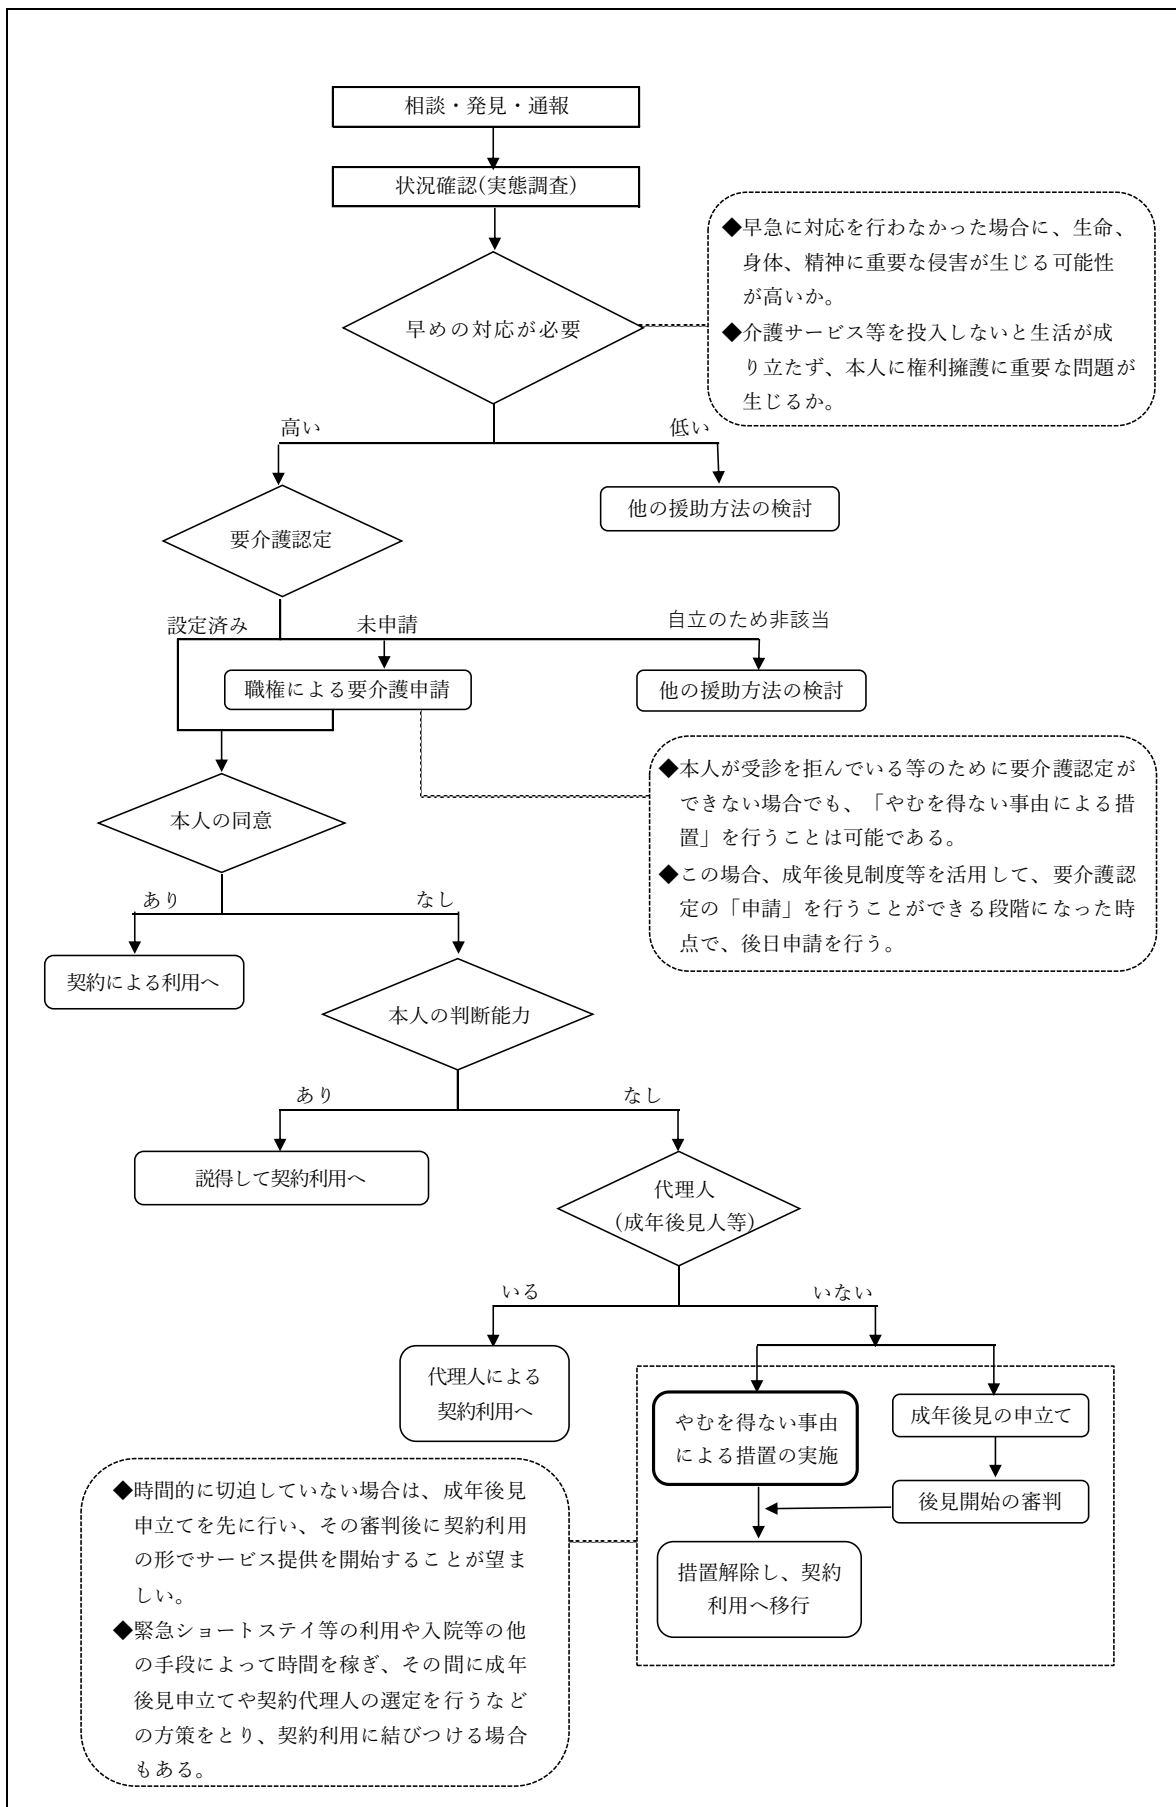 相談・発見・通報
状況確認(実態調査)
◆早急に対応を行わなかった場合に、生命、
身体、精神に重要な侵害が生じる可能性
が高いか。
◆介護サービス等を投入しないと生活が成
り立たず、本人に権利擁護に重要な問題が
生じるか。
早めの対応が必要
高い
低い
他の援助方法の検討
要介護認定
設定済み
未申請
自立のため非該当
職権による要介護申請
他の援助方法の検討
◆本人が受診を拒んでいる等のために要介護認定が
できない場合でも、「やむを得ない事由による措
置」を行うことは可能である。
◆この場合、成年後見制度等を活用して、要介護認
定の「申請」を行うことができる段階になった時
点で、後日申請を行う。
本人の同意
あり
なし
契約による利用へ
本人の判断能力
あり
なし
説得して契約利用へ
代理人
(成年後見人等)
いる
いない
代理人による
契約利用へ
やむを得ない事由
による措置の実施
成年後見の申立て
後見開始の審判
措置解除し、契約
利用へ移行
◆時間的に切迫していない場合は、成年後見
申立てを先に行い、その審判後に契約利用
の形でサービス提供を開始することが望ま
しい。
◆緊急ショートステイ等の利用や入院等の他
の手段によって時間を稼ぎ、その間に成年
後見申立てや契約代理人の選定を行うなど
の方策をとり、契約利用に結びつける場合
もある。